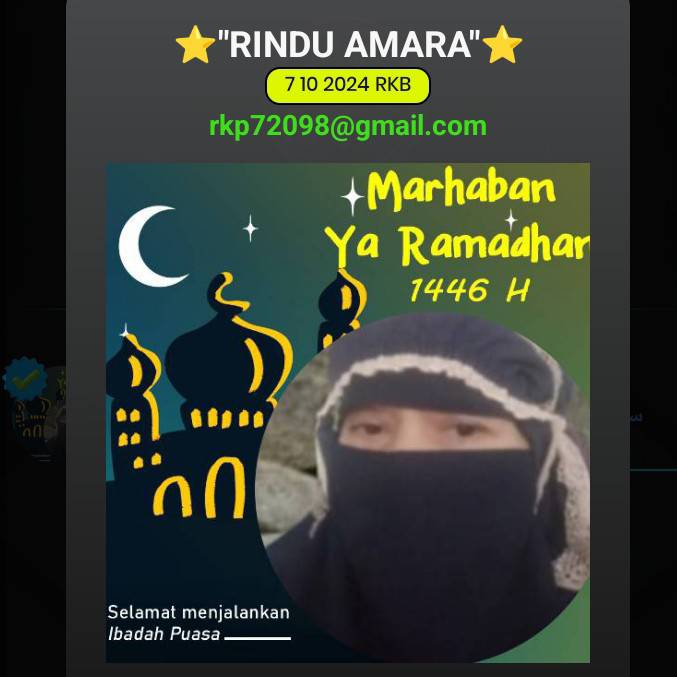 "RINDU AMARA"
7 10 2024 RKB
rkp72098@gmail.com
Marhaban
Ya Ramadhan
1446 H
Selamat menjalankan
Ibadah Puasa